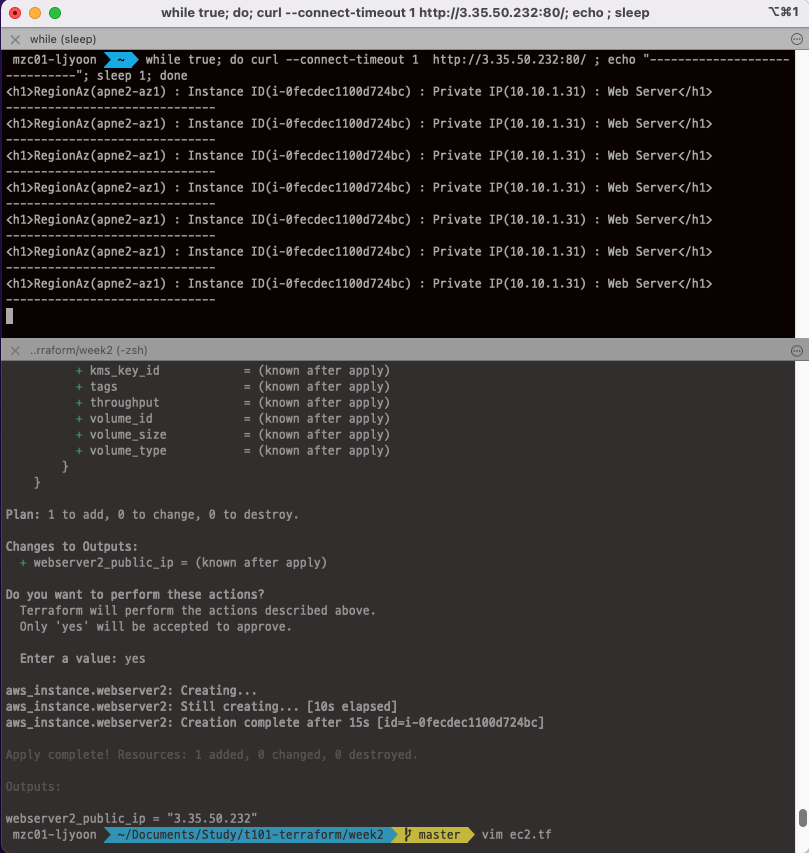 while true; do; curl --connect-timeout 1 http://3.35.50.232:80/; echo ; sleep
⌥⌘1
while (sleep)
mzc01-ljyoon ~ while true; do curl --connect-timeout 1  http://3.35.50.232:80/ ; echo "----------------------------
----------"; sleep 1; done
<h1>RegionAz(apne2-az1) : Instance ID(i-0fecdec1100d724bc) : Private IP(10.10.1.31) : Web Server</h1>
------------------------------
<h1>RegionAz(apne2-az1) : Instance ID(i-0fecdec1100d724bc) : Private IP(10.10.1.31) : Web Server</h1>
------------------------------
<h1>RegionAz(apne2-az1) : Instance ID(i-0fecdec1100d724bc) : Private IP(10.10.1.31) : Web Server</h1>
------------------------------
<h1>RegionAz(apne2-az1) : Instance ID(i-0fecdec1100d724bc) : Private IP(10.10.1.31) : Web Server</h1>
------------------------------
<h1>RegionAz(apne2-az1) : Instance ID(i-0fecdec1100d724bc) : Private IP(10.10.1.31) : Web Server</h1>
------------------------------
<h1>RegionAz(apne2-az1) : Instance ID(i-0fecdec1100d724bc) : Private IP(10.10.1.31) : Web Server</h1>
------------------------------
<h1>RegionAz(apne2-az1) : Instance ID(i-0fecdec1100d724bc) : Private IP(10.10.1.31) : Web Server</h1>
------------------------------
..rraform/week2 (-zsh)
+ kms_key_id            = (known after apply)
+ tags                  = (known after apply)
+ throughput            = (known after apply)
+ volume_id             = (known after apply)
+ volume_size           = (known after apply)
+ volume_type           = (known after apply)
}
}
Plan: 1 to add, 0 to change, 0 to destroy.
Changes to Outputs:
+ webserver2_public_ip = (known after apply)
Do you want to perform these actions?
Terraform will perform the actions described above.
Only 'yes' will be accepted to approve.
Enter a value: yes
aws_instance.webserver2: Creating...
aws_instance.webserver2: Still creating... [10s elapsed]
aws_instance.webserver2: Creation complete after 15s [id=i-0fecdec1100d724bc]
Apply complete! Resources: 1 added, 0 changed, 0 destroyed.
Outputs:
webserver2_public_ip = "3.35.50.232"
mzc01-ljyoon ~/Documents/Study/t101-terraform/week2 master vim ec2.tf